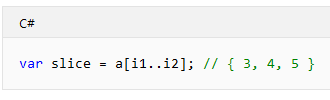 C#
var slice = a[i1..i2]; // { 3, 4, 5 }